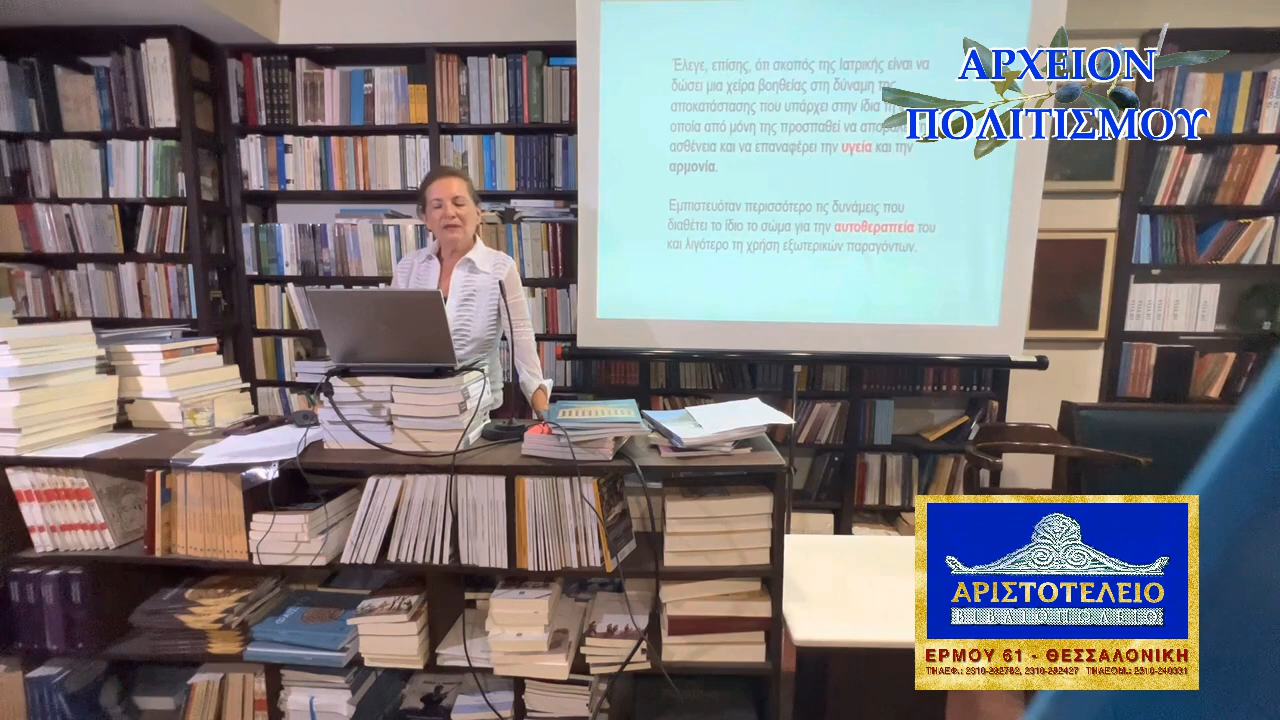 Έλεγε, επίσης, ότι σκοπός της Ιατρικής είναι να
δώσει μια χείρα βοηθείας στη δύναμη της
αποκατάστασης που υπάρχει στην ίδια τη
οποία από μόνη της προσπαθεί να
ασθένεια και να επαναφέρει την υγεία και την
αρμονία.
Εμπιστευόταν περισσότερο τις δυνάμεις που
διαθέτει το ίδιο το σώμα για την αυτοθεραπεία του
και λιγότερο τη χρήση εξωτερικών παραγόντων.
ΑΡΧΕΙΟΝ
ΠΟΛΙΤΙΣΜΟΥ
ΑΡΙΣΤΟΤΕΛΕΙΟ
ΕΡΜΟΥ 61 - ΘΕΣΣΑΛΟΝΙΚΗ